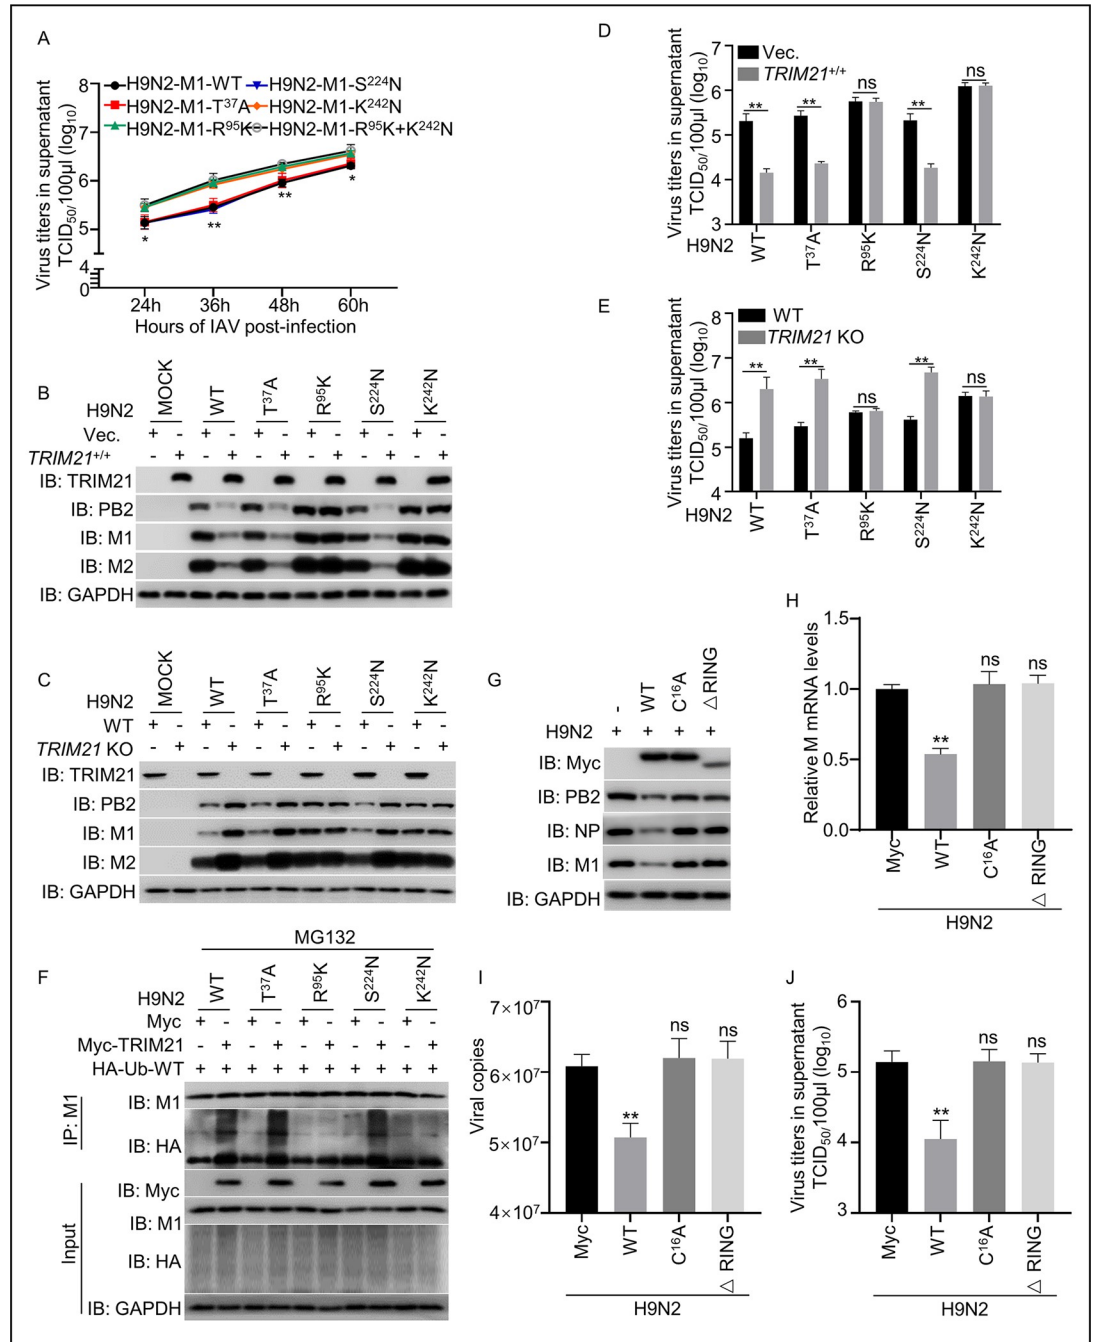 A
Virus titers in supernatant
TCID50/100μl (log10)
8
7
6
5
4
0
H9N2-M1-WT
H9N2-M1-S224N
H9N2-M1-T37A
H9N2-M1-K242N
H9N2-M1-R95K
H9N2-M1-R95K+K242N
*
**
**
*
24h 36h 48h 60h
Hours of IAV post-infection
B
H9N2
MOCK WT T37A R95K S224N K242N
Vec. + - + - + - + - + - + -
TRIM21+/+ - + - + - + - + - + - +
IB: TRIM21
IB: PB2
IB: M1
IB: M2
IB: GAPDH
C
H9N2
MOCK WT T37A R95K S224N K242N
WT + - + - + - + - + - + -
TRIM21 KO - + - + - + - + - + - +
IB: TRIM21
IB: PB2
IB: M1
IB: M2
IB: GAPDH
D
Virus titers in supernatant
TCID50/100μl (log10)
7
6
5
4
3
Vec.
TRIM21+/+
** ** ns ** ns
H9N2
WT T37A R95K S224N K242N
E
Virus titers in supernatant
TCID50/100μl (log10)
8
7
6
5
4
WT
TRIM21 KO
** ** ns ** ns
H9N2
WT T37A R95K S224N K242N
F
MG132
H9N2
WT T37A R95K S224N K242N
Myc + - + - + - + - + -
Myc-TRIM21 - + - + - + - + - +
HA-Ub-WT + + + + + + + + + +
IP: M1
IB: M1
IB: HA
Input
IB: Myc
IB: M1
IB: HA
IB: GAPDH
G
- WT C16A △ RING
H9N2 + + + +
IB: Myc
IB: PB2
IB: NP
IB: M1
IB: GAPDH
H
Relative M mRNA levels
1.5
1.0
0.5
0.0
** ns ns
Myc WT C16A △ RING
H9N2
I
Viral copies
7×107
6×107
5×107
4×107
** ns ns
Myc WT C16A △ RING
H9N2
J
Virus titers in supernatant
TCID50/100μl (log10)
6
5
4
3
** ns ns
Myc WT C16A △ RING
H9N2